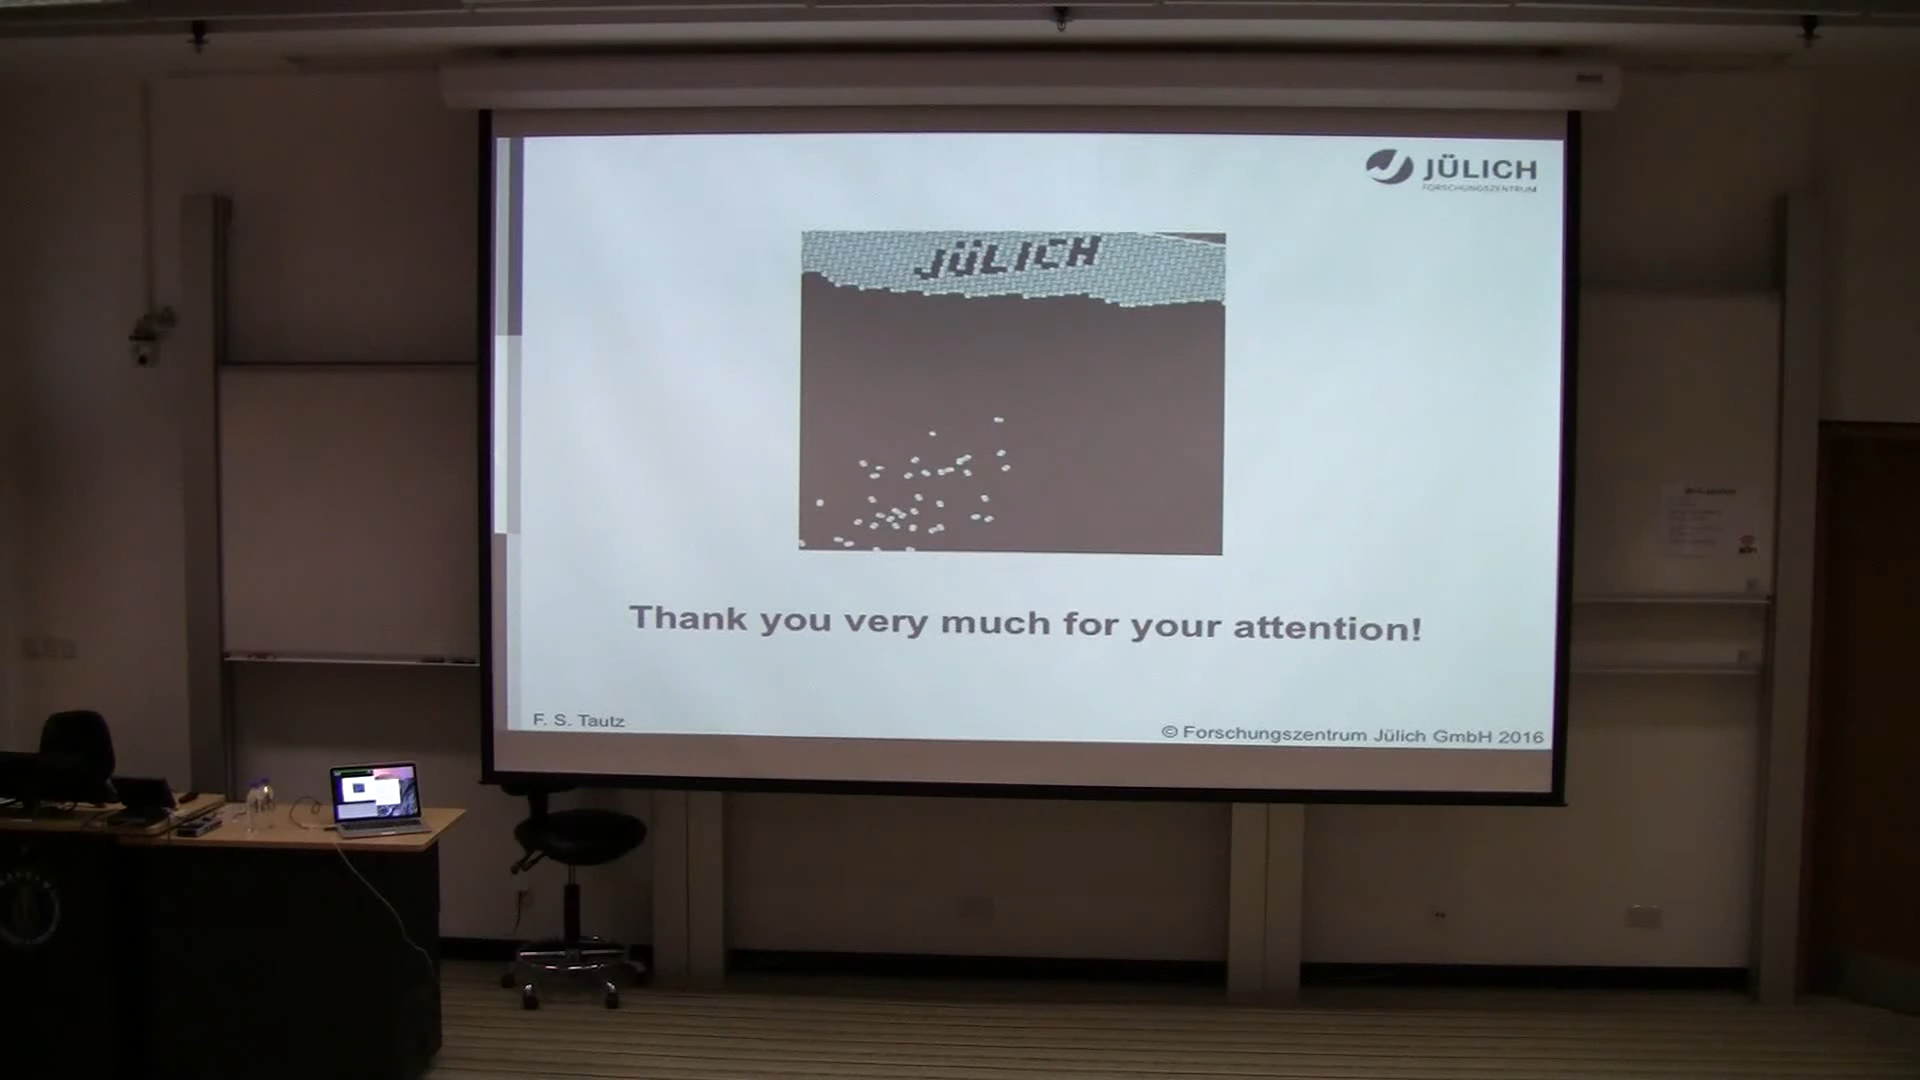 JÜLICH
FORSCHUNGSZENTRUM
JÜLICH
Thank you very much for your attention!
F. S. Tautz
© Forschungszentrum Jülich GmbH 2016